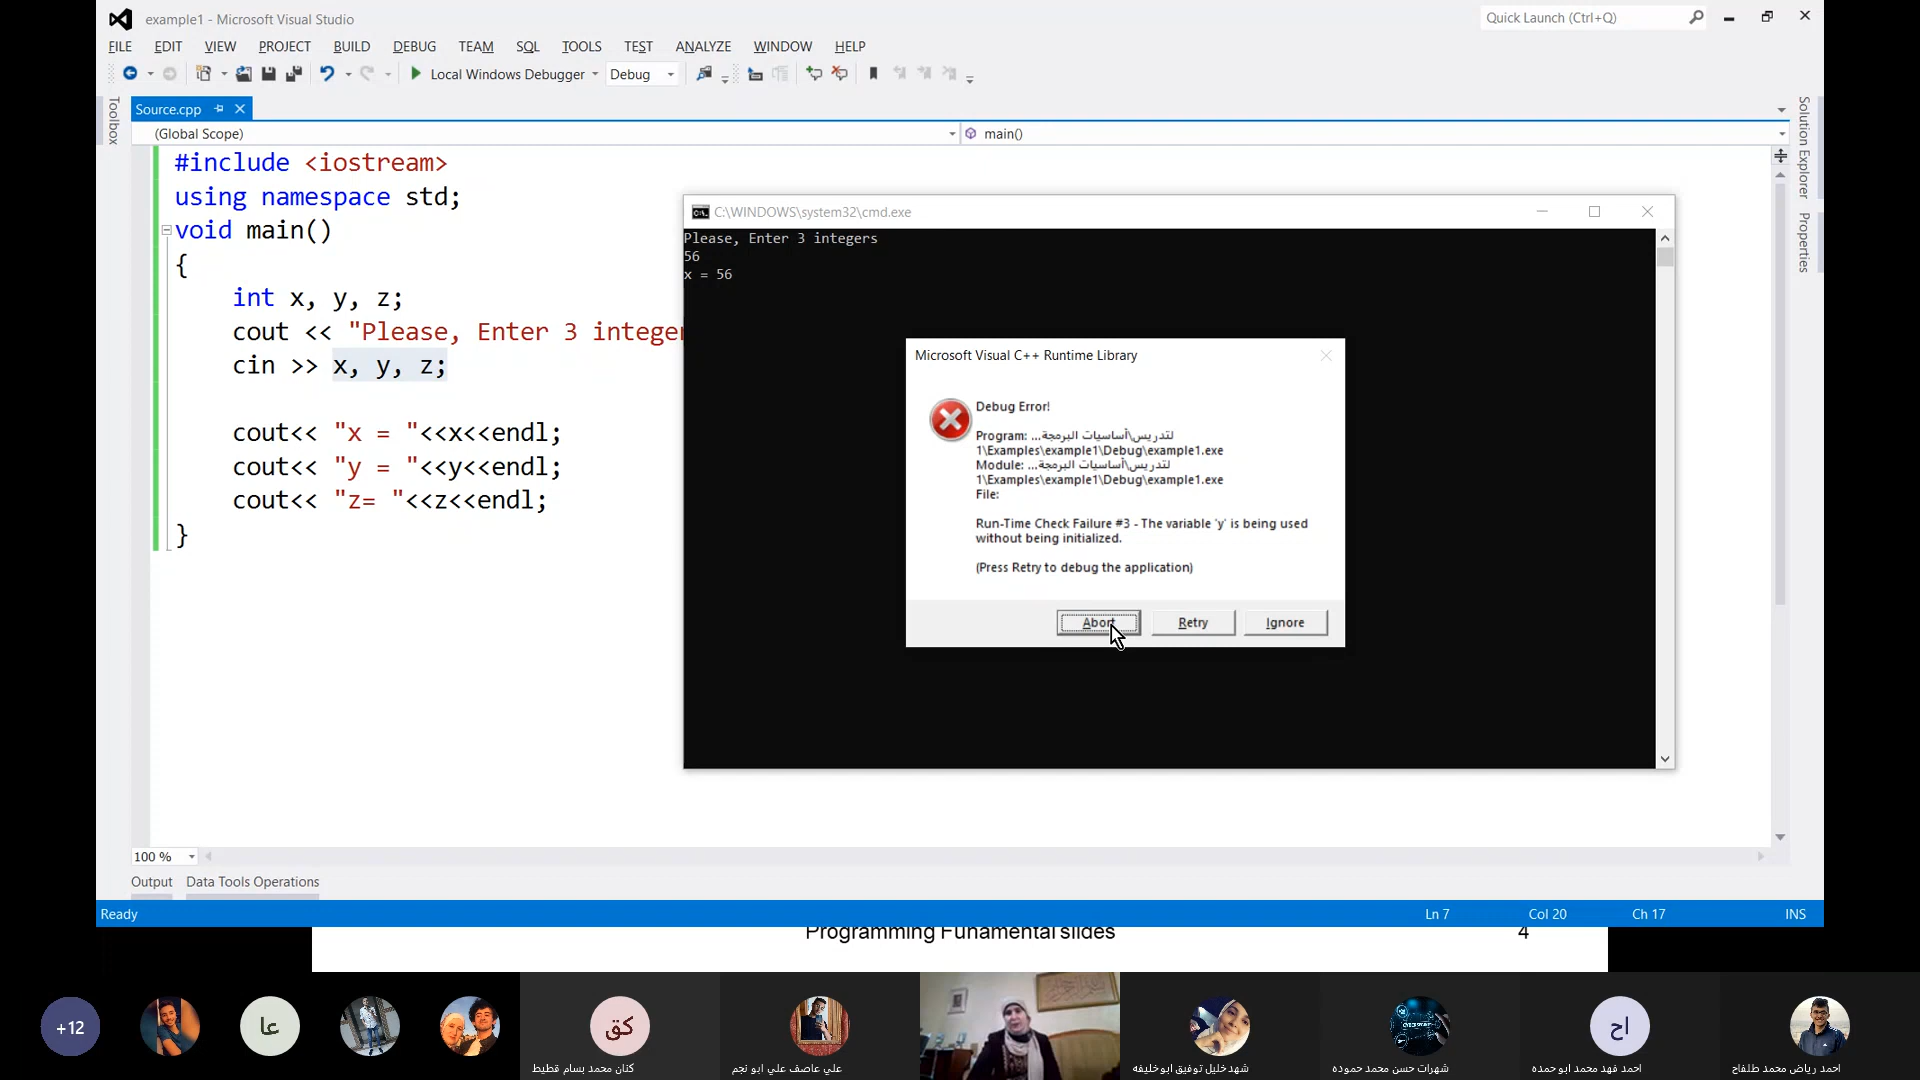 example1 - Microsoft Visual Studio
Quick Launch (Ctrl+Q)
FILE EDIT VIEW PROJECT BUILD DEBUG TEAM SQL TOOLS TEST ANALYZE WINDOW HELP
Local Windows Debugger Debug
Toolbox
Source.cpp
(Global Scope) main()
Solution Explorer
Properties
#include <iostream>
using namespace std;
void main()
{
int x, y, z;
cout << "Please, Enter 3 integer
cin >> x, y, z;
cout<< "x = "<<x<<endl;
cout<< "y = "<<y<<endl;
cout<< "z= "<<z<<endl;
}
C:\WINDOWS\system32\cmd.exe
Please, Enter 3 integers
56
x = 56
Microsoft Visual C++ Runtime Library
Debug Error!
Program: ...لتدريس\أساسيات البرمجة
1\Examples\example1\Debug\example1.exe
Module: ...لتدريس\أساسيات البرمجة
1\Examples\example1\Debug\example1.exe
File:
Run-Time Check Failure #3 - The variable 'y' is being used
without being initialized.
(Press Retry to debug the application)
Abort Retry Ignore
100 %
Output Data Tools Operations
Ready Ln 7 Col 20 Ch 17 INS
Programming Funamental slides 4
+12
عا
كق
اح
كنان محمد بسام قطيط
علي عاصف علي ابو نجم
شهد خليل توفيق ابوخليفه
شهرات حسن محمد حموده
احمد فهد محمد ابوحمده
احمد رياض محمد طلفاح